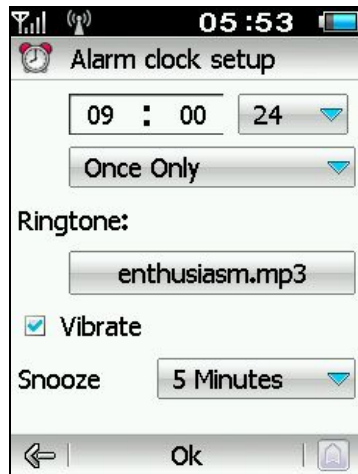 05:53
Alarm clock setup
09 : 00 24
Once Only
Ringtone:
enthusiasm.mp3
Vibrate
Snooze 5 Minutes
Ok